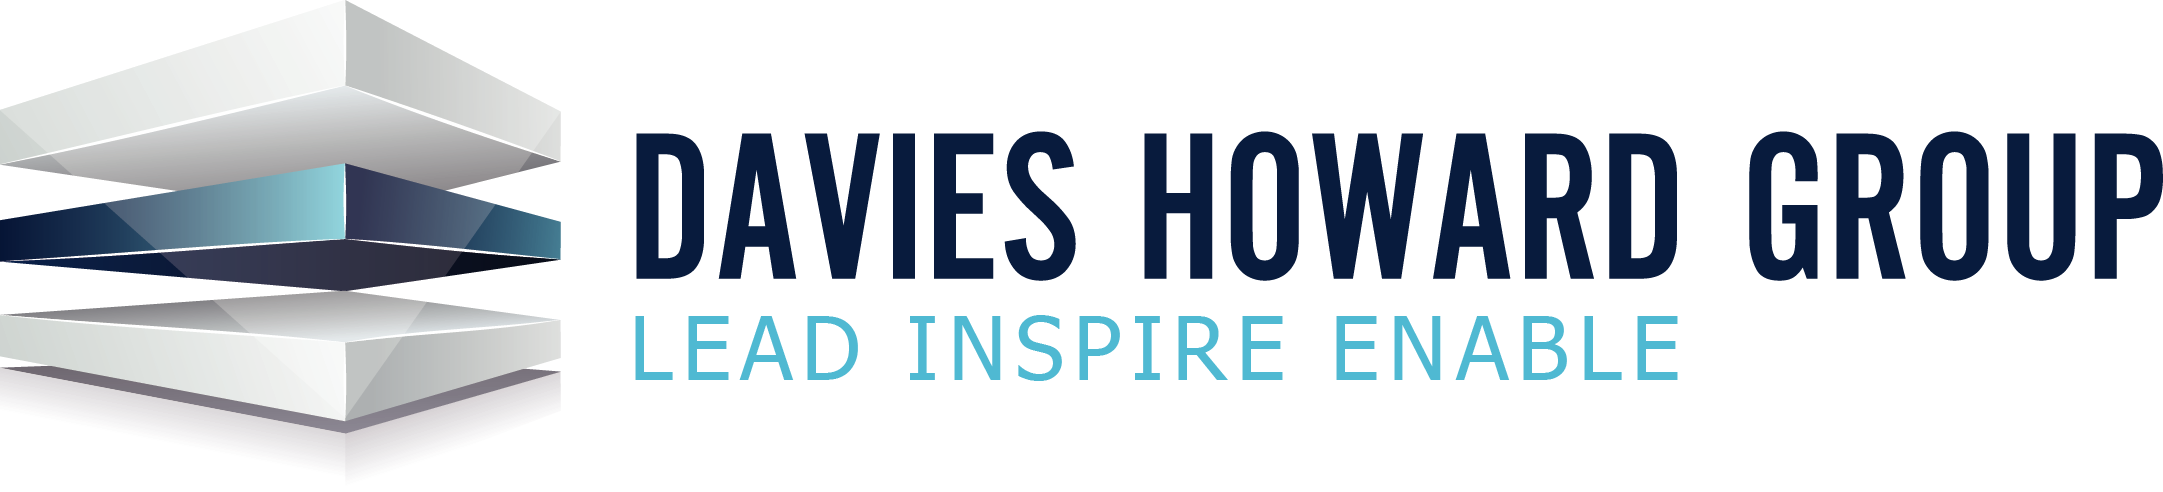 DAVIES HOWARD GROUP
LEAD INSPIRE ENABLE